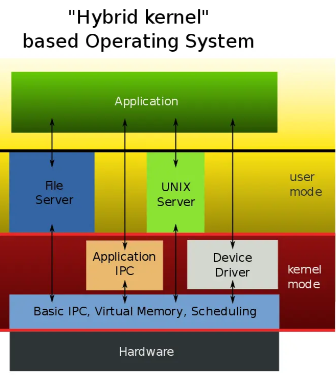 "Hybrid kernel"
based Operating System
Application
File
Server
UNIX
Server
user
mode
Application
IPC
Device
Driver
kernel
mode
Basic IPC, Virtual Memory, Scheduling
Hardware